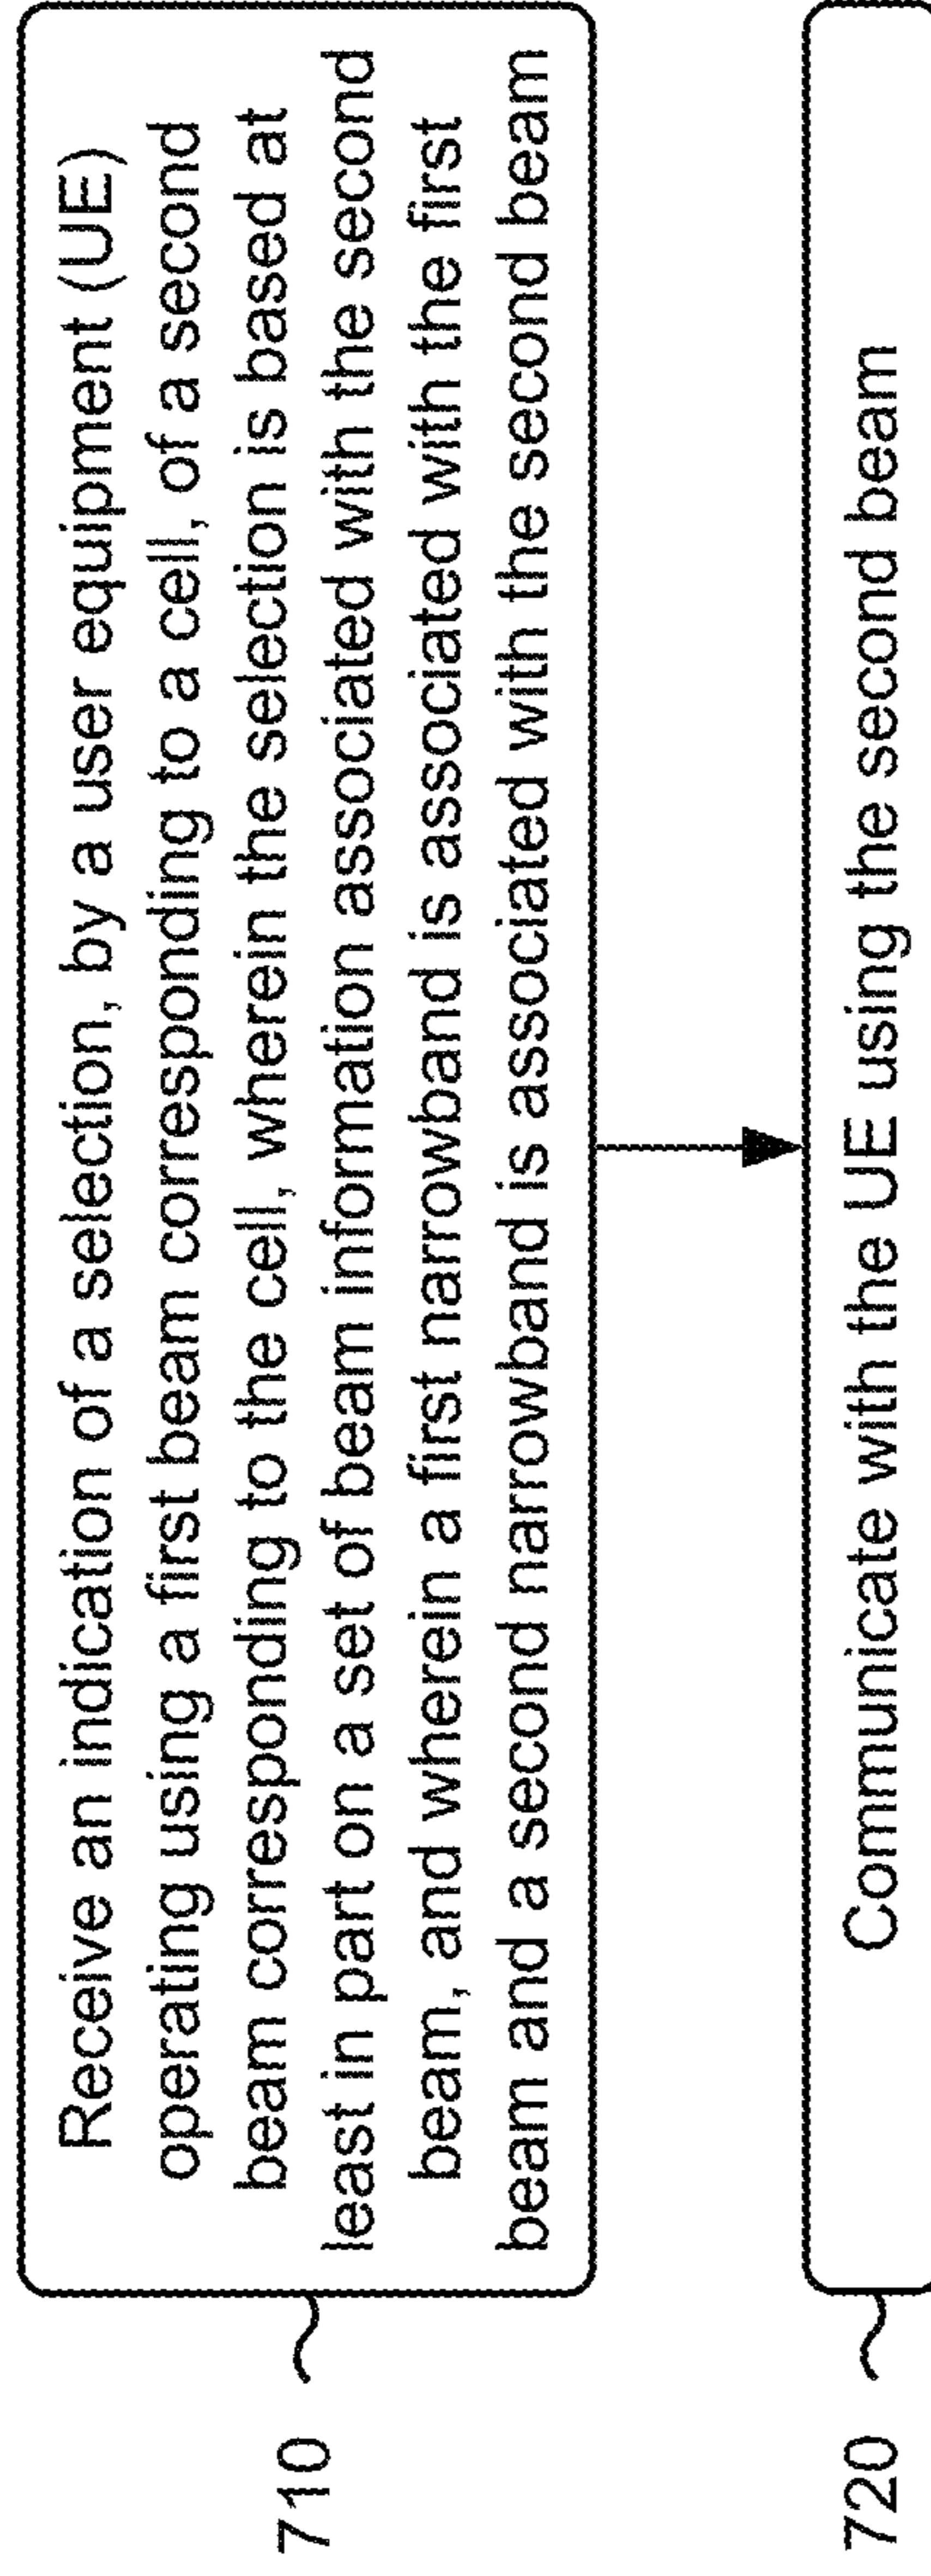 710
Receive an indication of a selection, by a user equipment (UE)
operating using a first beam corresponding to a cell, of a second
beam corresponding to the cell, wherein the selection is based at
least in part on a set of beam information associated with the second
beam, and wherein a first narrowband is associated with the first
beam and a second narrowband is associated with the second beam
720
Communicate with the UE using the second beam